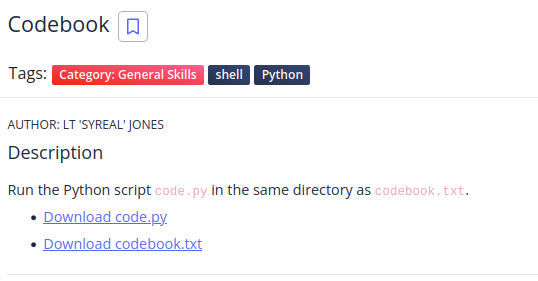 Codebook
Tags: Category: General Skills shell Python
AUTHOR: LT 'SYREAL' JONES
Description
Run the Python script code.py in the same directory as codebook.txt.
• Download code.py
• Download codebook.txt